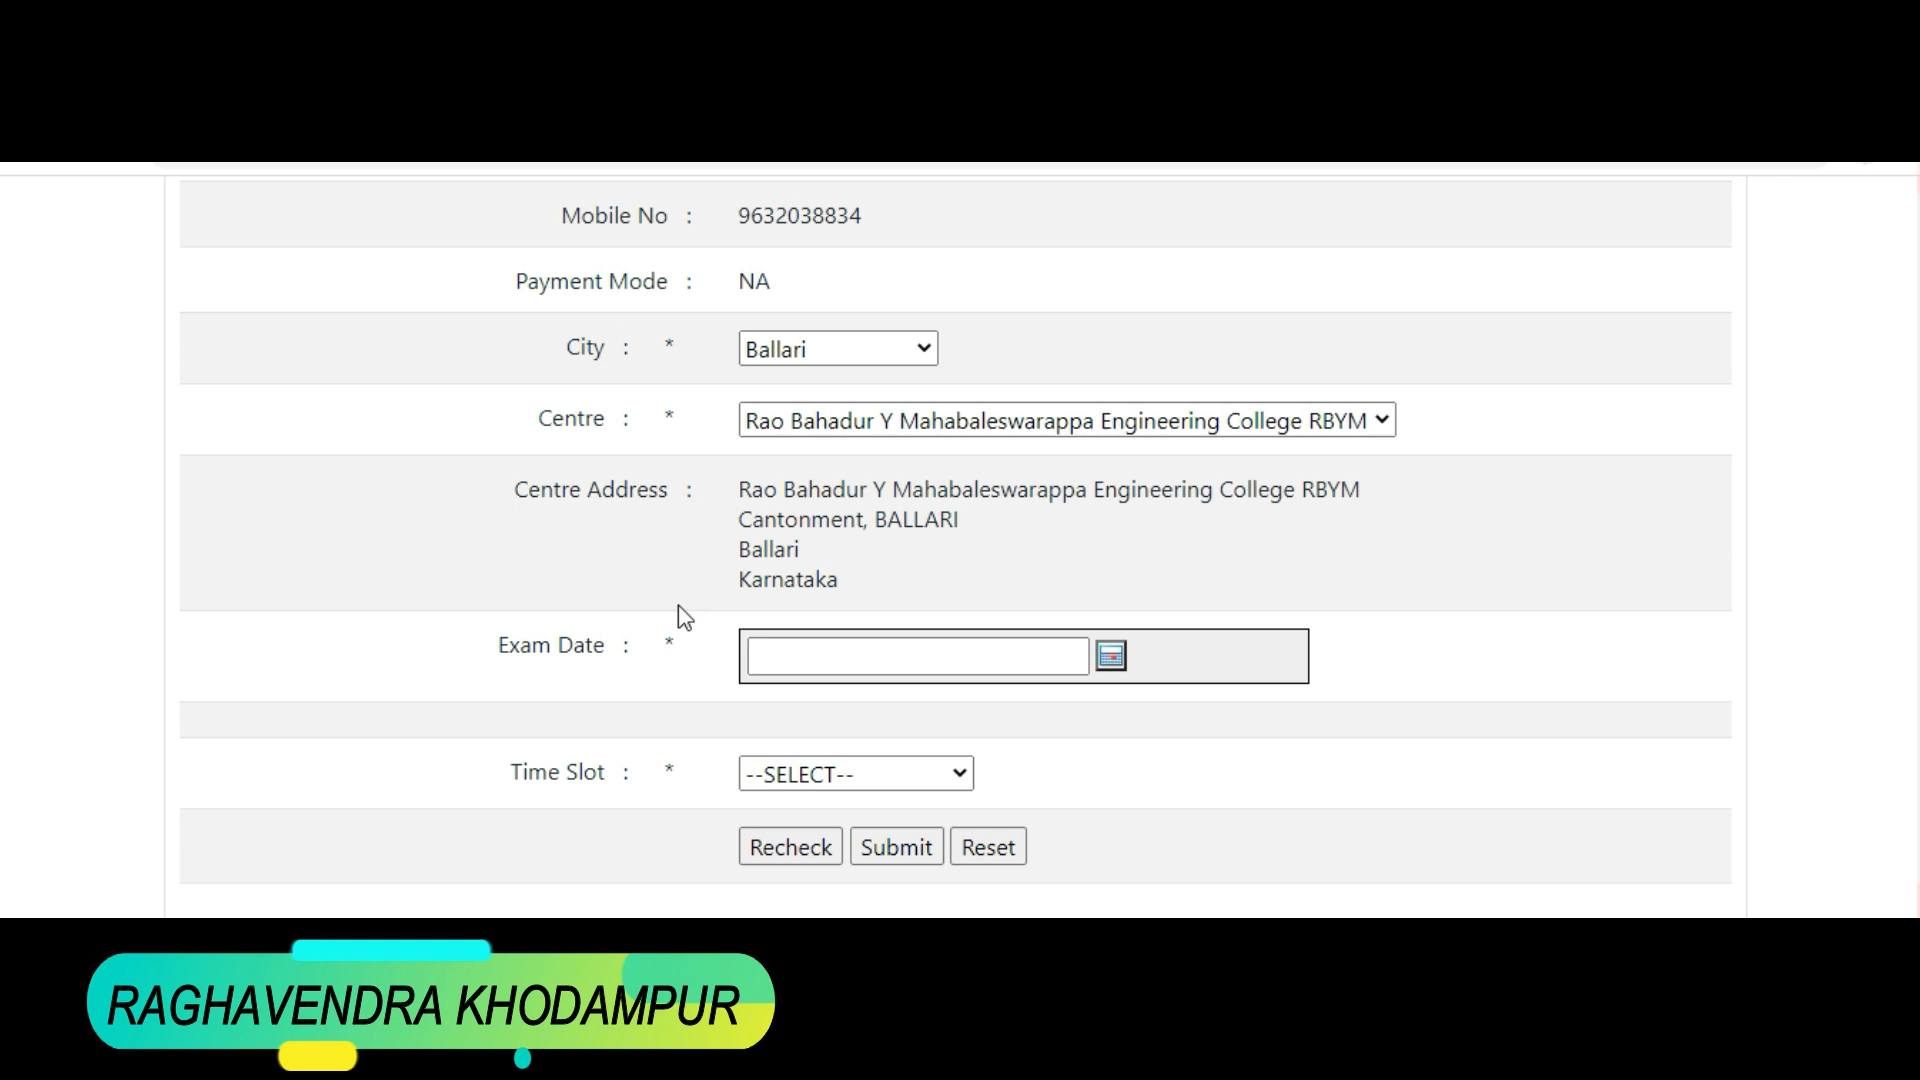 Mobile No : 9632038834
Payment Mode : NA
City : * Ballari
Centre : * Rao Bahadur Y Mahabaleswarappa Engineering College RBYM
Centre Address : Rao Bahadur Y Mahabaleswarappa Engineering College RBYM
Cantonment, BALLARI
Ballari
Karnataka
Exam Date : *
Time Slot : * --SELECT--
Recheck Submit Reset
RAGHAVENDRA KHODAMPUR